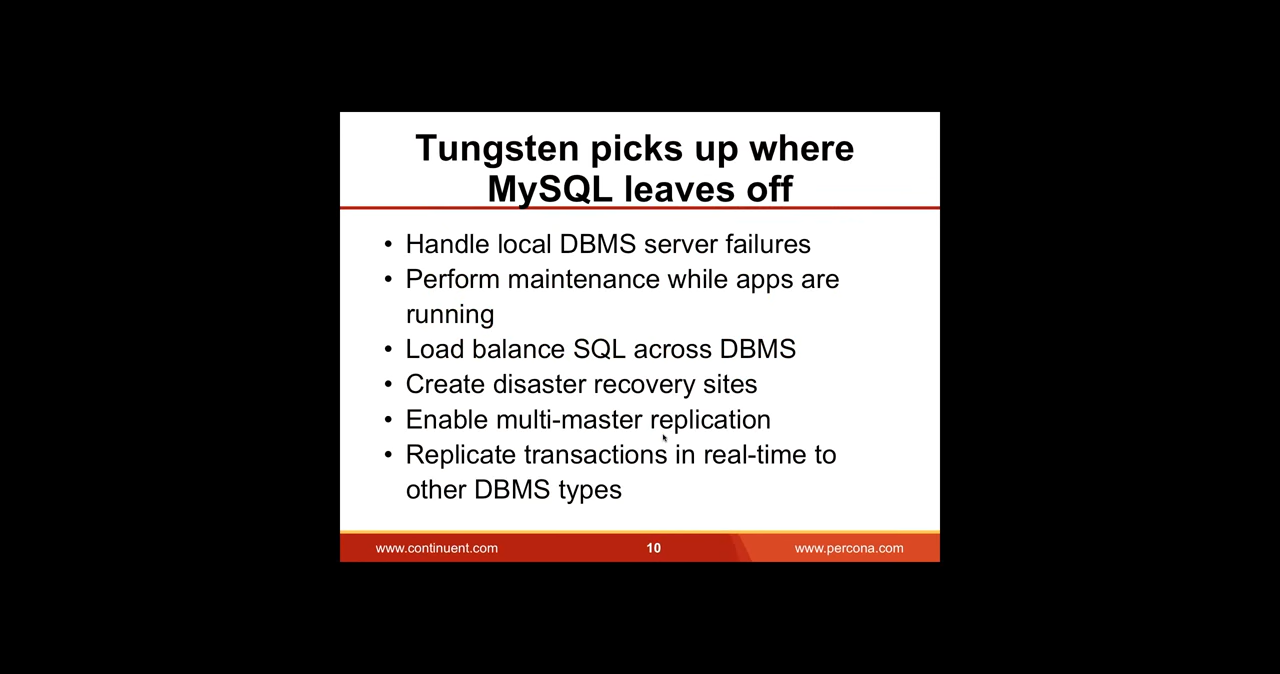 Tungsten picks up where
MySQL leaves off
• Handle local DBMS server failures
• Perform maintenance while apps are
running
• Load balance SQL across DBMS
• Create disaster recovery sites
• Enable multi-master replication
• Replicate transactions in real-time to
other DBMS types
www.continuent.com 10 www.percona.com